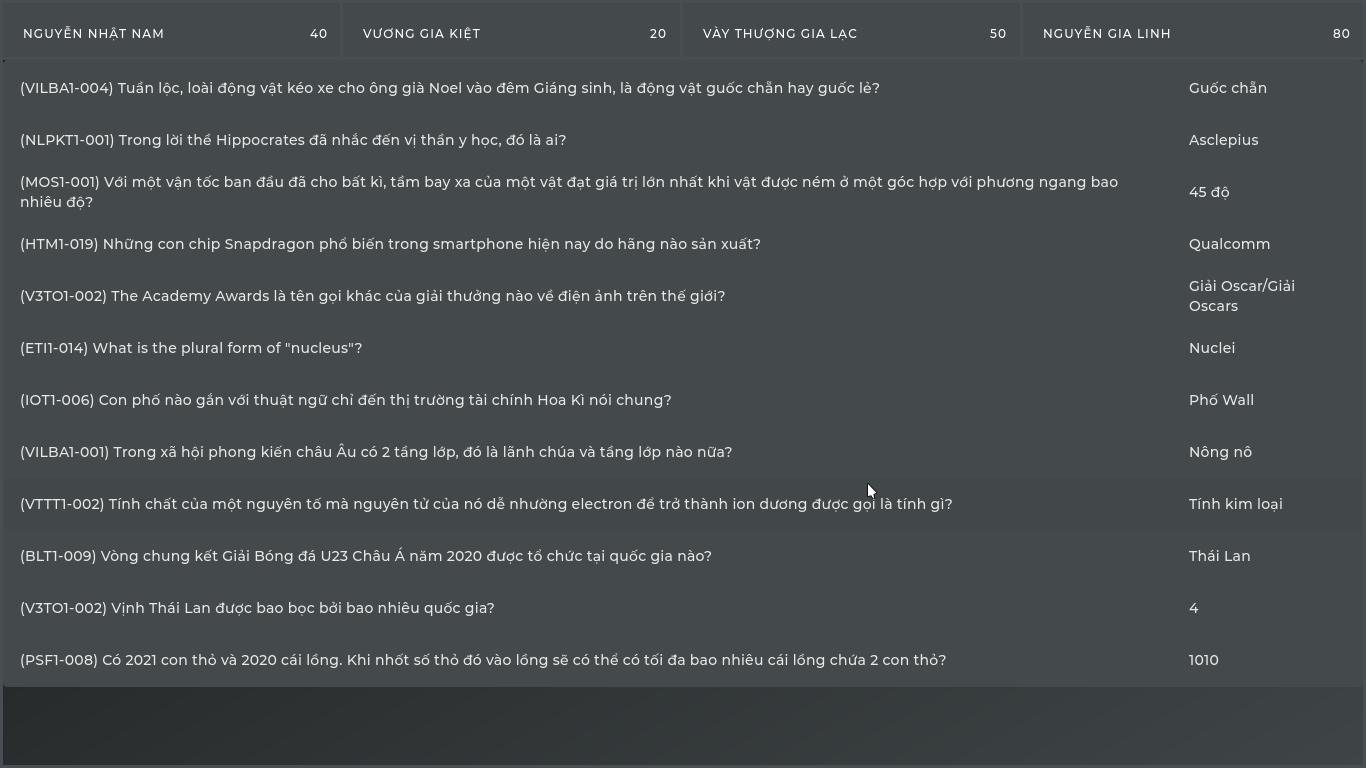 NGUYỄN NHẬT NAM 40 VƯƠNG GIA KIỆT 20 VÀY THƯỢNG GIA LẠC 50 NGUYỄN GIA LINH 80
(VILBA1-004) Tuần lộc, loài động vật kéo xe cho ông già Noel vào đêm Giáng sinh, là động vật guốc chẵn hay guốc lẻ? Guốc chẵn
(NLPKT1-001) Trong lời thề Hippocrates đã nhắc đến vị thần y học, đó là ai? Asclepius
(MOS1-001) Với một vận tốc ban đầu đã cho bất kì, tầm bay xa của một vật đạt giá trị lớn nhất khi vật được ném ở một góc hợp với phương ngang bao
nhiêu độ? 45 độ
(HTM1-019) Những con chip Snapdragon phổ biến trong smartphone hiện nay do hãng nào sản xuất? Qualcomm
(V3TO1-002) The Academy Awards là tên gọi khác của giải thưởng nào về điện ảnh trên thế giới? Giải Oscar/Giải
Oscars
(ETI1-014) What is the plural form of "nucleus"? Nuclei
(IOT1-006) Con phố nào gắn với thuật ngữ chỉ đến thị trường tài chính Hoa Kì nói chung? Phố Wall
(VILBA1-001) Trong xã hội phong kiến châu Âu có 2 tầng lớp, đó là lãnh chúa và tầng lớp nào nữa? Nông nô
(VTTT1-002) Tính chất của một nguyên tố mà nguyên tử của nó dễ nhường electron để trở thành ion dương được gọi là tính gì? Tính kim loại
(BLT1-009) Vòng chung kết Giải Bóng đá U23 Châu Á năm 2020 được tổ chức tại quốc gia nào? Thái Lan
(V3TO1-002) Vịnh Thái Lan được bao bọc bởi bao nhiêu quốc gia? 4
(PSF1-008) Có 2021 con thỏ và 2020 cái lồng. Khi nhốt số thỏ đó vào lồng sẽ có thể có tối đa bao nhiêu cái lồng chứa 2 con thỏ? 1010